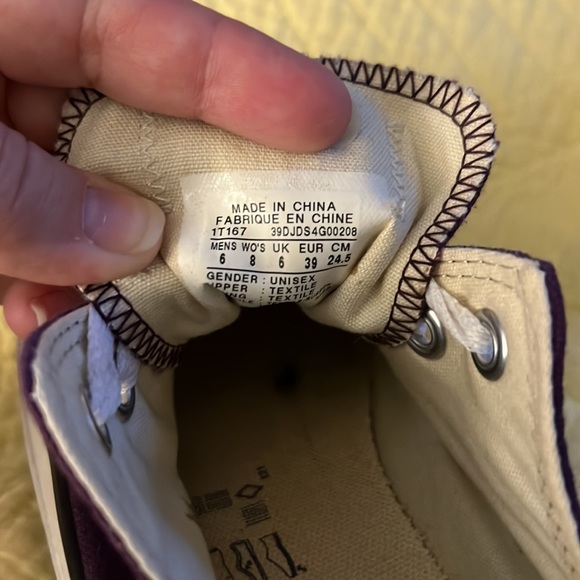 MADE IN CHINA
FABRIQUE EN CHINE
1T167 39DJDS4G00208
MENS WO'S UK EUR CM
6 8 6 39 24.5
GENDER : UNISEX
UPPER : TEXTILE
: TEXTILE